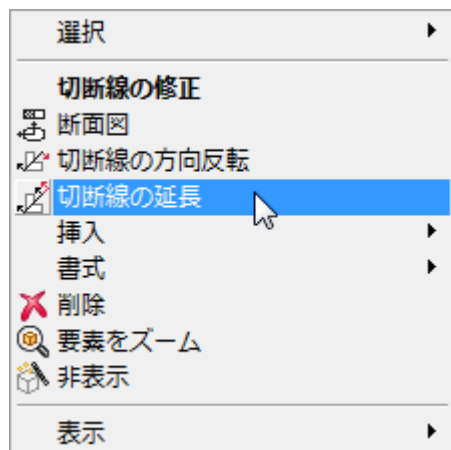 選択
切断線の修正
断面図
切断線の方向反転
切断線の延長
挿入
書式
削除
要素をズーム
非表示
表示